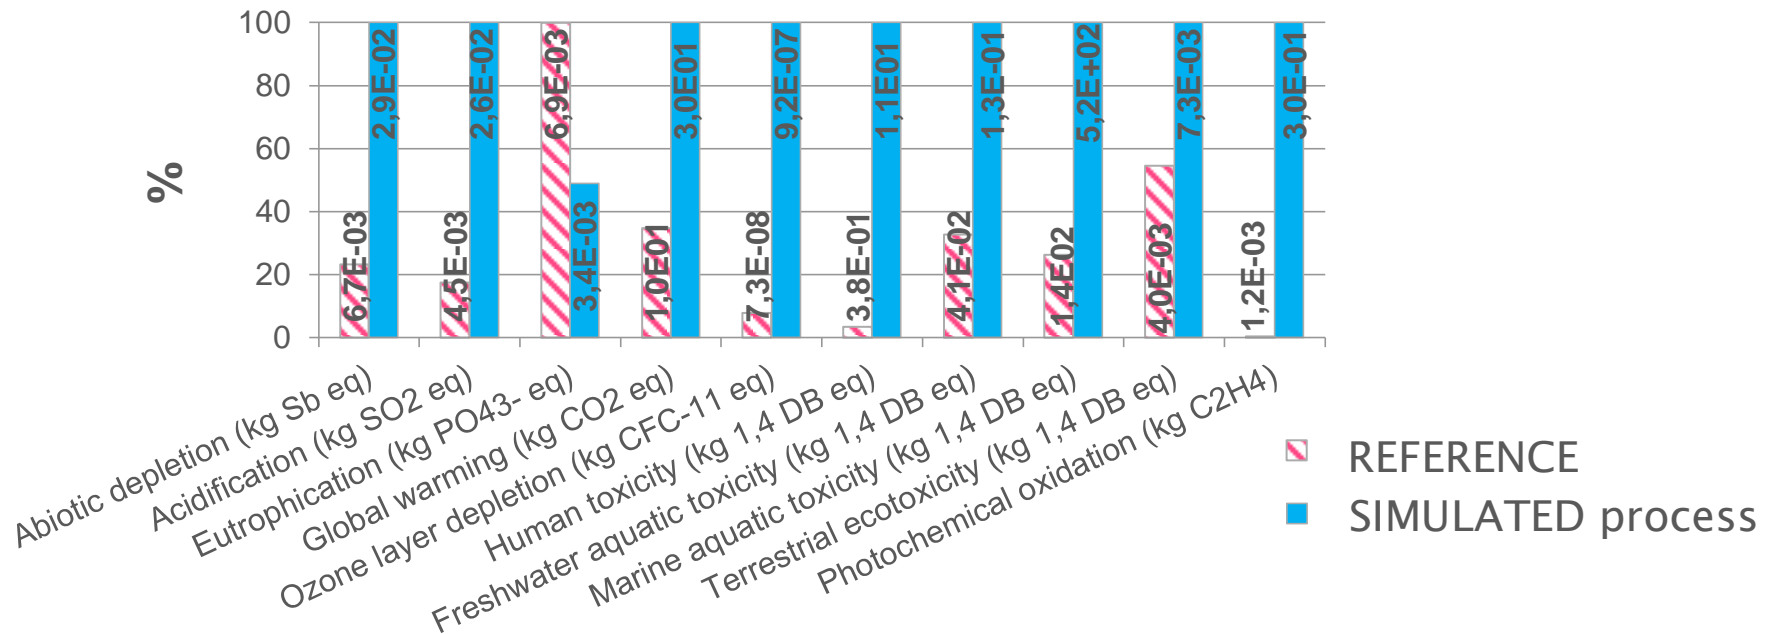 %
100
80
60
40
20
0
6,7E-03
2,9E-02
4,5E-03
2,6E-02
6,9E-03
3,4E-03
1,0E01
3,0E01
7,3E-08
9,2E-07
3,8E-01
1,1E01
4,1E-02
1,3E-01
1,4E02
5,2E+02
4,0E-03
7,3E-03
1,2E-03
3,0E-01
Abiotic depletion (kg Sb eq)
Acidification (kg SO2 eq)
Eutrophication (kg PO43- eq)
Global warming (kg CO2 eq)
Ozone layer depletion (kg CFC-11 eq)
Human toxicity (kg 1,4 DB eq)
Freshwater aquatic toxicity (kg 1,4 DB eq)
Marine aquatic toxicity (kg 1,4 DB eq)
Terrestrial ecotoxicity (kg 1,4 DB eq)
Photochemical oxidation (kg C2H4)
REFERENCE
SIMULATED process